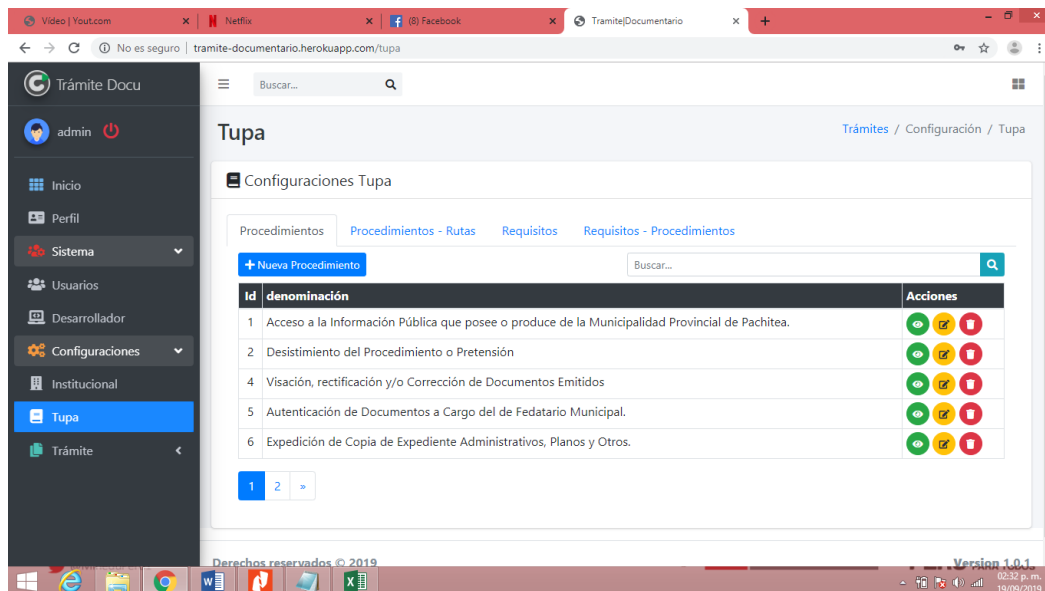 Vídeo | Yout.com
Netflix
(8) Facebook
Tramite|Documentario
No es seguro | tramite-documentario.herokuapp.com/tupa
Trámite Docu
Buscar...
admin
Tupa
Trámites / Configuración / Tupa
Inicio
Perfil
Sistema
Usuarios
Desarrollador
Configuraciones
Institucional
Tupa
Trámite
Configuraciones Tupa
Procedimientos
Procedimientos - Rutas
Requisitos
Requisitos - Procedimientos
Nueva Procedimiento
Buscar...
Id denominación Acciones
1 Acceso a la Información Pública que posee o produce de la Municipalidad Provincial de Pachitea.
2 Desistimiento del Procedimiento o Pretensión
4 Visación, rectificación y/o Corrección de Documentos Emitidos
5 Autenticación de Documentos a Cargo del de Fedatario Municipal.
6 Expedición de Copia de Expediente Administrativos, Planos y Otros.
1 2 »
Derechos reservados © 2019
Version 1.0.1
02:32 p. m.
19/09/2019